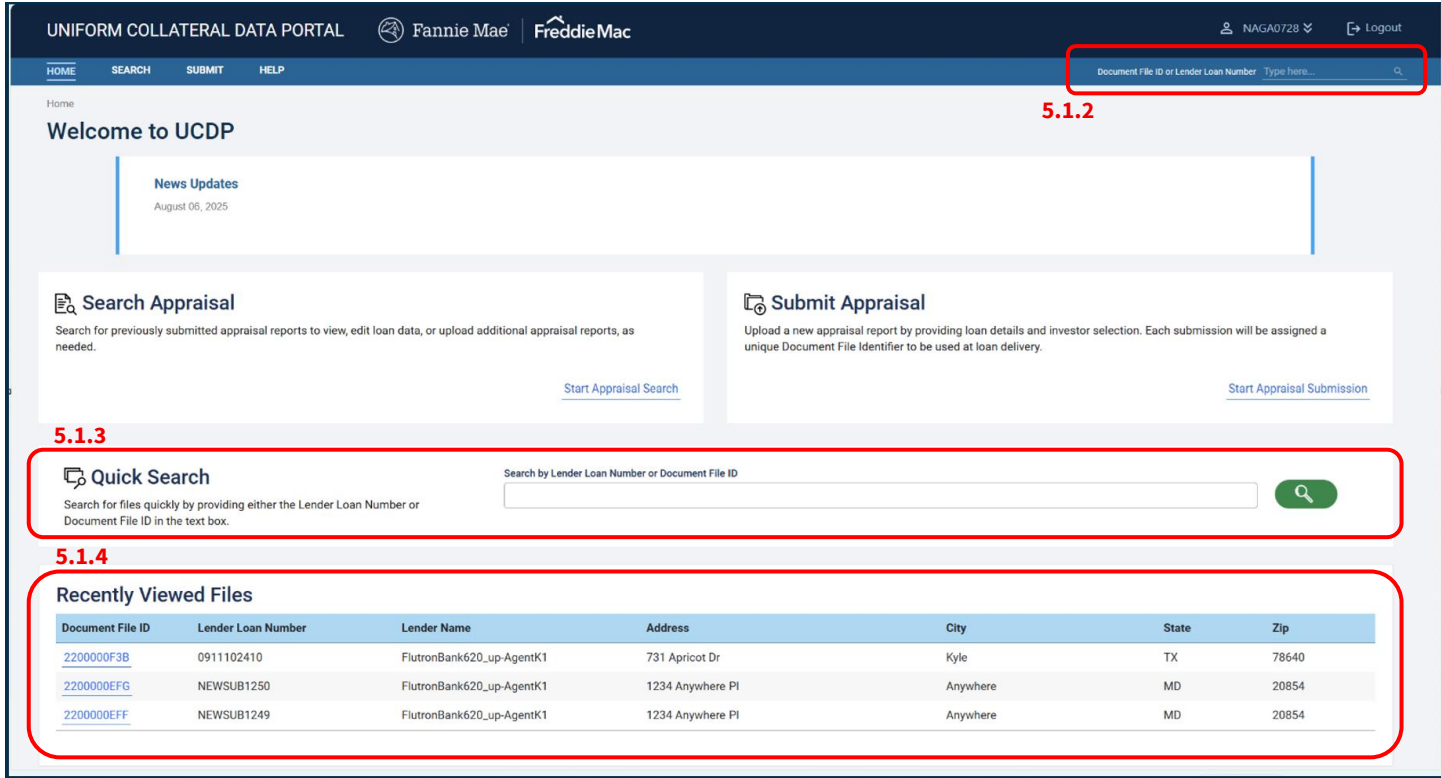 UNIFORM COLLATERAL DATA PORTAL Fannie Mae Freddie Mac NAGA0728 Logout
HOME SEARCH SUBMIT HELP Document File ID or Lender Loan Number Type here...
5.1.2
Home
Welcome to UCDP
News Updates
August 06, 2025
Search Appraisal
Search for previously submitted appraisal reports to view, edit loan data, or upload additional appraisal reports, as
needed.
Start Appraisal Search
Submit Appraisal
Upload a new appraisal report by providing loan details and investor selection. Each submission will be assigned a
unique Document File Identifier to be used at loan delivery.
Start Appraisal Submission
5.1.3
Quick Search
Search for files quickly by providing either the Lender Loan Number or
Document File ID in the text box.
Search by Lender Loan Number or Document File ID
5.1.4
Recently Viewed Files
Document File ID Lender Loan Number Lender Name Address City State Zip
2200000F3B 0911102410 FlutronBank620_up-AgentK1 731 Apricot Dr Kyle TX 78640
2200000EFG NEWSUB1250 FlutronBank620_up-AgentK1 1234 Anywhere Pl Anywhere MD 20854
2200000EFF NEWSUB1249 FlutronBank620_up-AgentK1 1234 Anywhere Pl Anywhere MD 20854